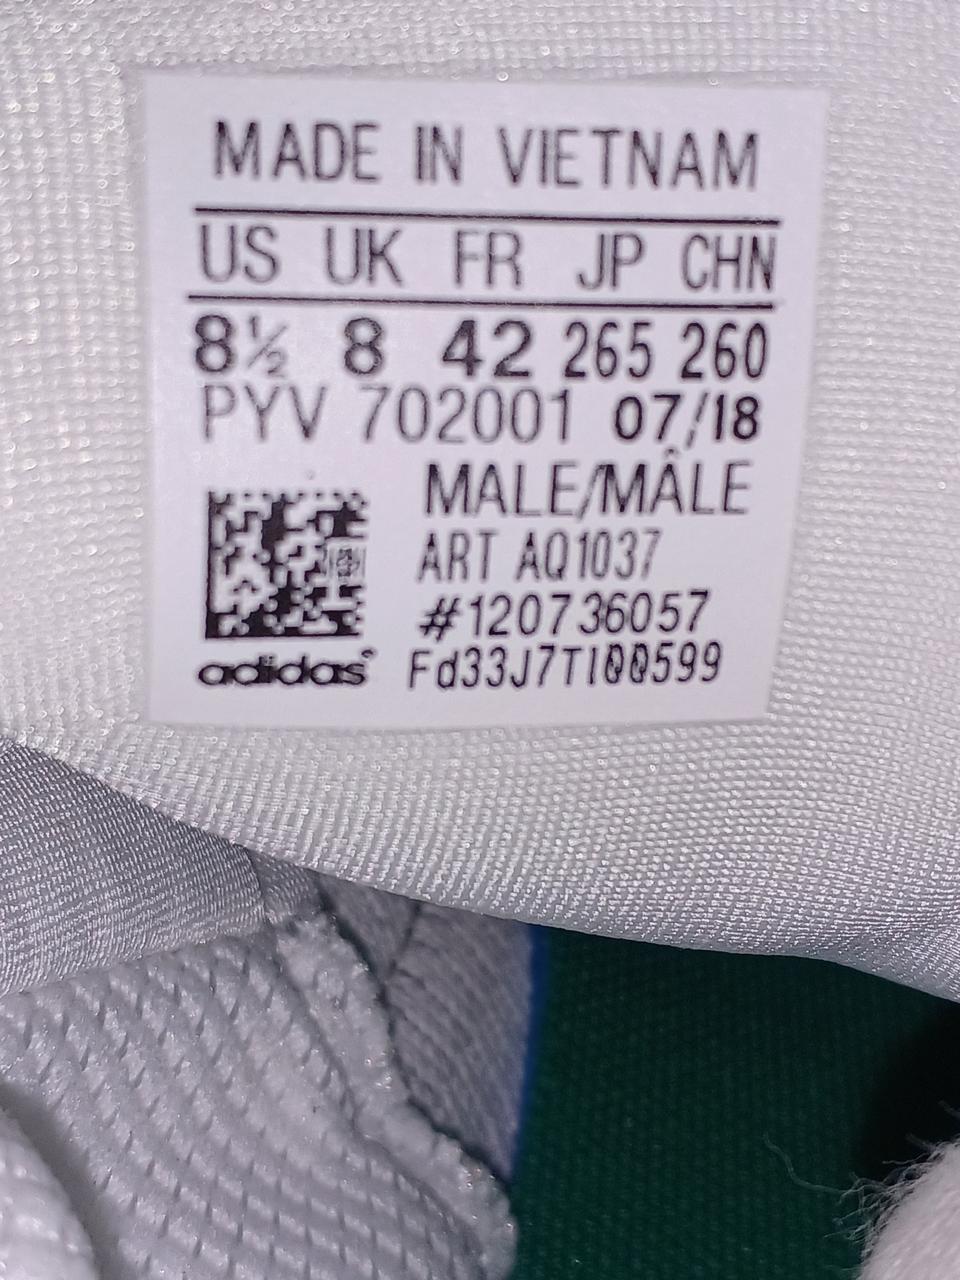 MADE IN VIETNAM
US UK FR JP CHN
8½ 8 42 265 260
PYV 702001 07/18
MALE/MÂLE
ART AQ1037
#120736057
adidas Fd33J7Tl00599